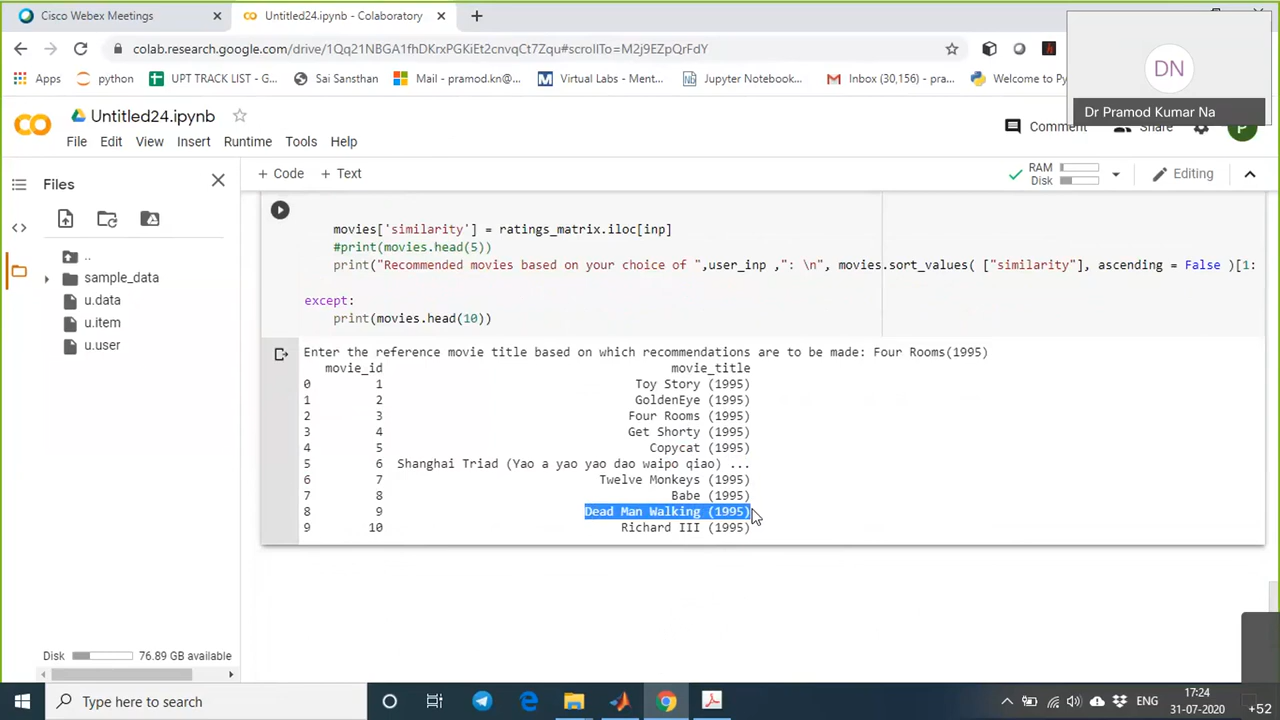 Cisco Webex Meetings
Untitled24.ipynb - Colaboratory
colab.research.google.com/drive/1Qq21NBGA1fhDKrxPGKiEt2cnvqCt7Zqu#scrollTo=M2j9EZpQrFdY
Apps python UPT TRACK LIST - G... Sai Sansthan Mail - pramod.kn@... Virtual Labs - Ment... Jupyter Notebook... Inbox (30,156) - pra... Welcome to Py
DN
Dr Pramod Kumar Na
Untitled24.ipynb
Comment Share P
File Edit View Insert Runtime Tools Help
Files
+ Code + Text
RAM
Disk
Editing
..
sample_data
u.data
u.item
u.user
Disk 76.89 GB available
movies['similarity'] = ratings_matrix.iloc[inp]
#print(movies.head(5))
print("Recommended movies based on your choice of ",user_inp ,": \n", movies.sort_values( ["similarity"], ascending = False )[1:
except:
print(movies.head(10))
Enter the reference movie title based on which recommendations are to be made: Four Rooms(1995)
movie_id movie_title
0 1 Toy Story (1995)
1 2 GoldenEye (1995)
2 3 Four Rooms (1995)
3 4 Get Shorty (1995)
4 5 Copycat (1995)
5 6 Shanghai Triad (Yao a yao yao dao waipo qiao) ...
6 7 Twelve Monkeys (1995)
7 8 Babe (1995)
8 9 Dead Man Walking (1995)
9 10 Richard III (1995)
Type here to search
ENG
17:24
31-07-2020
+52